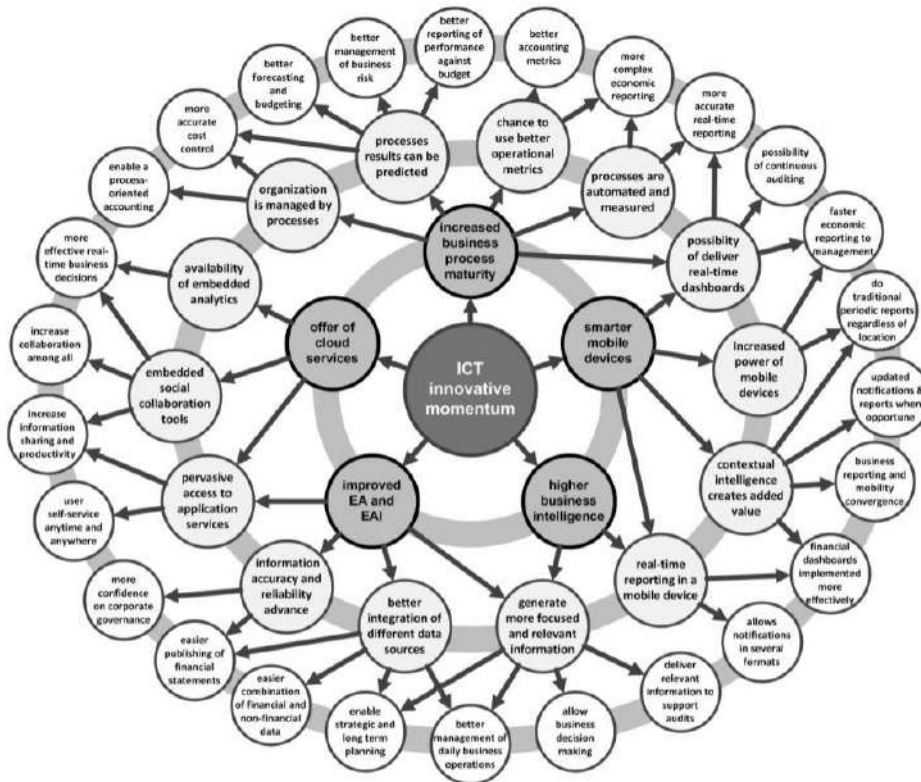 better
management
of business
risk
better
reporting of
performance
against
budget
better
accounting
metrics
more
complex
economic
reporting
more
accurate
real-time
reporting
possibility
of continuous
auditing
faster
economic
reporting to
management
do
traditional
periodic reports
regardless of
location
updated
notifications &
reports when
opportune
business
reporting and
mobility
convergence
financial
dashboards
implemented
more
effectively
allows
notifications
in several
formats
deliver
relevant
information to
support
audits
allow
business
decision
making
better
management of
daily business
operations
enable
strategic and
long term
planning
easier
combination
of financial and
non-financial
data
easier
publishing of
financial
statements
more
confidence on
corporate
governance
user
self-service
anytime and
anywhere
increase
information
sharing and
productivity
increase
collaboration
among all
more
effective real-
time business
decisions
enable a
process-
oriented
accounting
more
accurate
cost
control
better
forecasting
and
budgeting
processes
results can be
predicted
chance to
use better
operational
metrics
processes are
automated and
measured
possiblity
of deliver
real-time
dashboards
Increased
power of
mobile
devices
contextual
intelligence
creates added
value
real-time
reporting in a
mobile device
generate
more focused
and relevant
information
better
integration of
different data
sources
information
accuracy and
reliability
advance
pervasive
access to
application
services
embedded
social
collaboration
tools
availability
of embedded
analytics
organization
is managed by
processes
increased
business
process
maturity
smarter
mobile
devices
higher
business
intelligence
improved
EA and
EAI
offer of
cloud
services
ICT
innovative
momentum